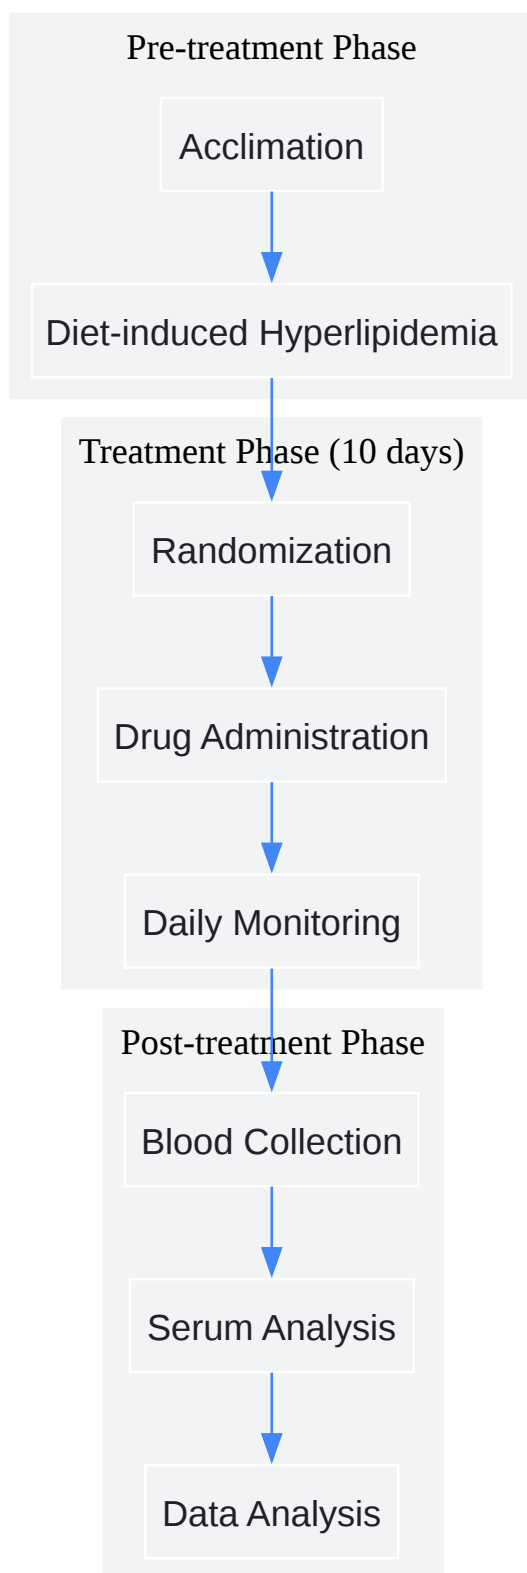 Pre-treatment Phase
Acclimation
Diet-induced Hyperlipidemia
Treatment Phase (10 days)
Randomization
Drug Administration
Daily Monitoring
Post-treatment Phase
Blood Collection
Serum Analysis
Data Analysis